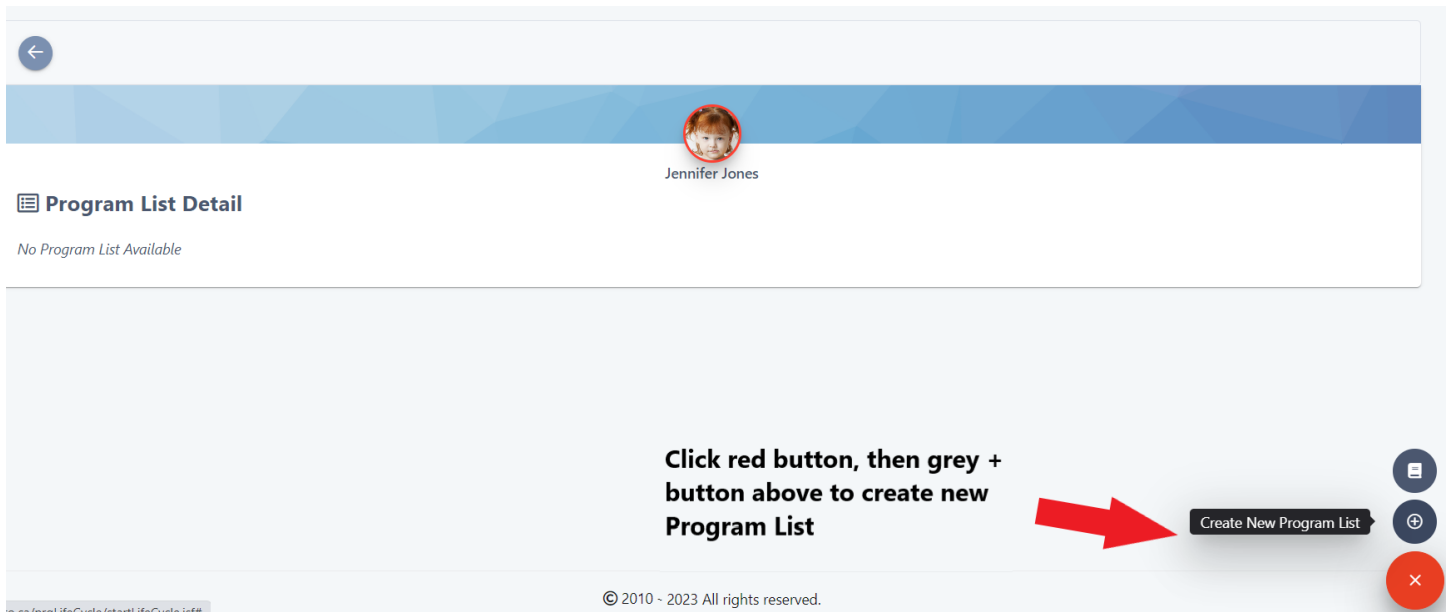 Jennifer Jones
Program List Detail
No Program List Available
Click red button, then grey +
button above to create new
Program List
Create New Program List
© 2010 ~ 2023 All rights reserved.